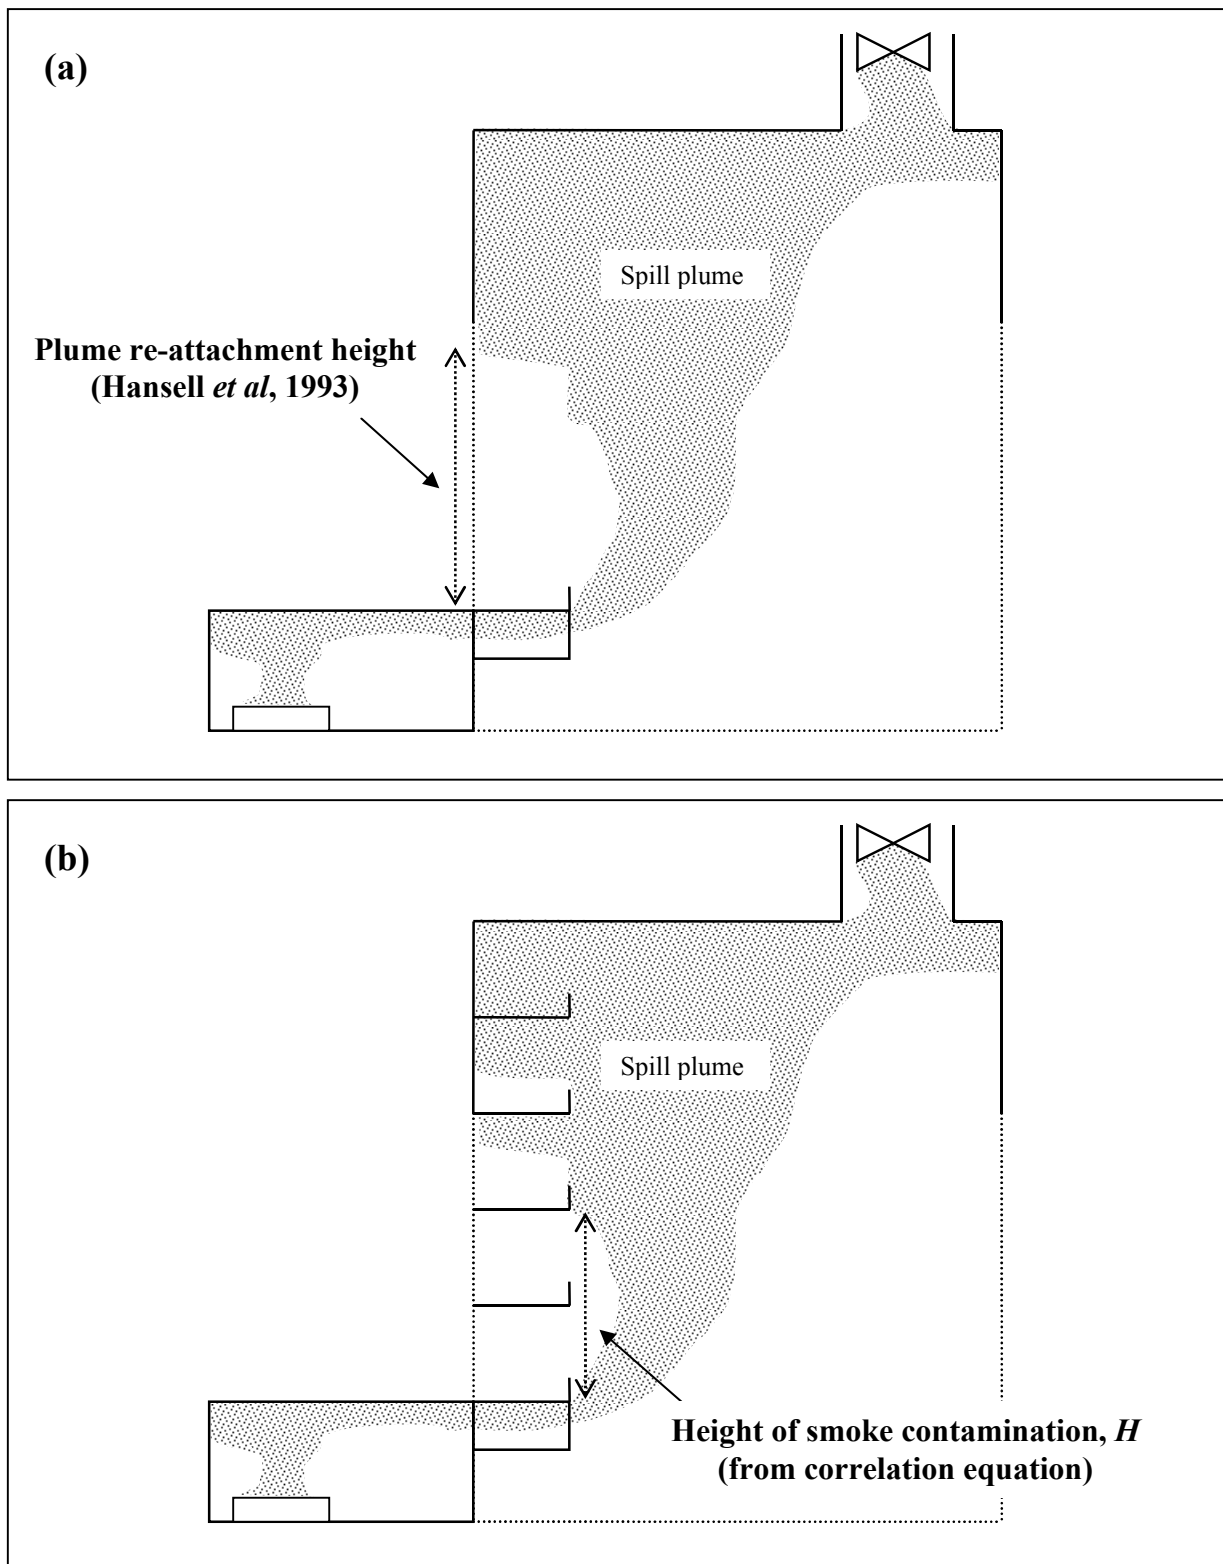 (a)
Spill plume
Plume re-attachment height
(Hansell et al, 1993)
(b)
Spill plume
Height of smoke contamination, H
(from correlation equation)